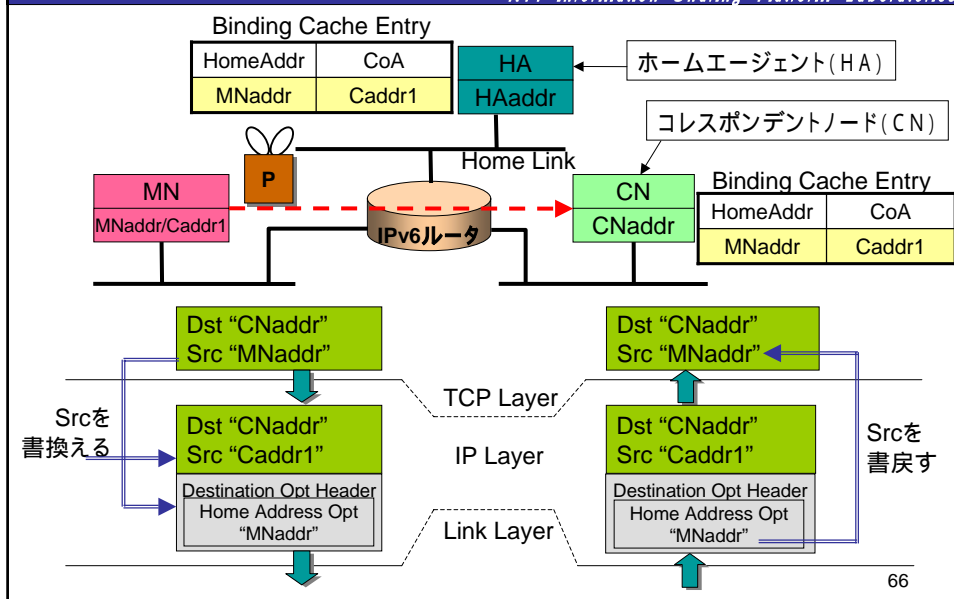 NTT Information Sharing Platform Laboratories
Binding Cache Entry
HomeAddr CoA
MNaddr Caddr1
HA
HAaddr
ホームエージェント(HA)
コレスポンデントノード(CN)
Home Link
P
MN
MNaddr/Caddr1
IPv6ルータ
CN
CNaddr
Binding Cache Entry
HomeAddr CoA
MNaddr Caddr1
Dst “CNaddr”
Src “MNaddr”
Dst “CNaddr”
Src “MNaddr”
TCP Layer
Srcを
書換える
Dst “CNaddr”
Src “Caddr1”
IP Layer
Dst “CNaddr”
Src “Caddr1”
Srcを
書戻す
Destination Opt Header
Home Address Opt
“MNaddr”
Destination Opt Header
Home Address Opt
“MNaddr”
Link Layer
66